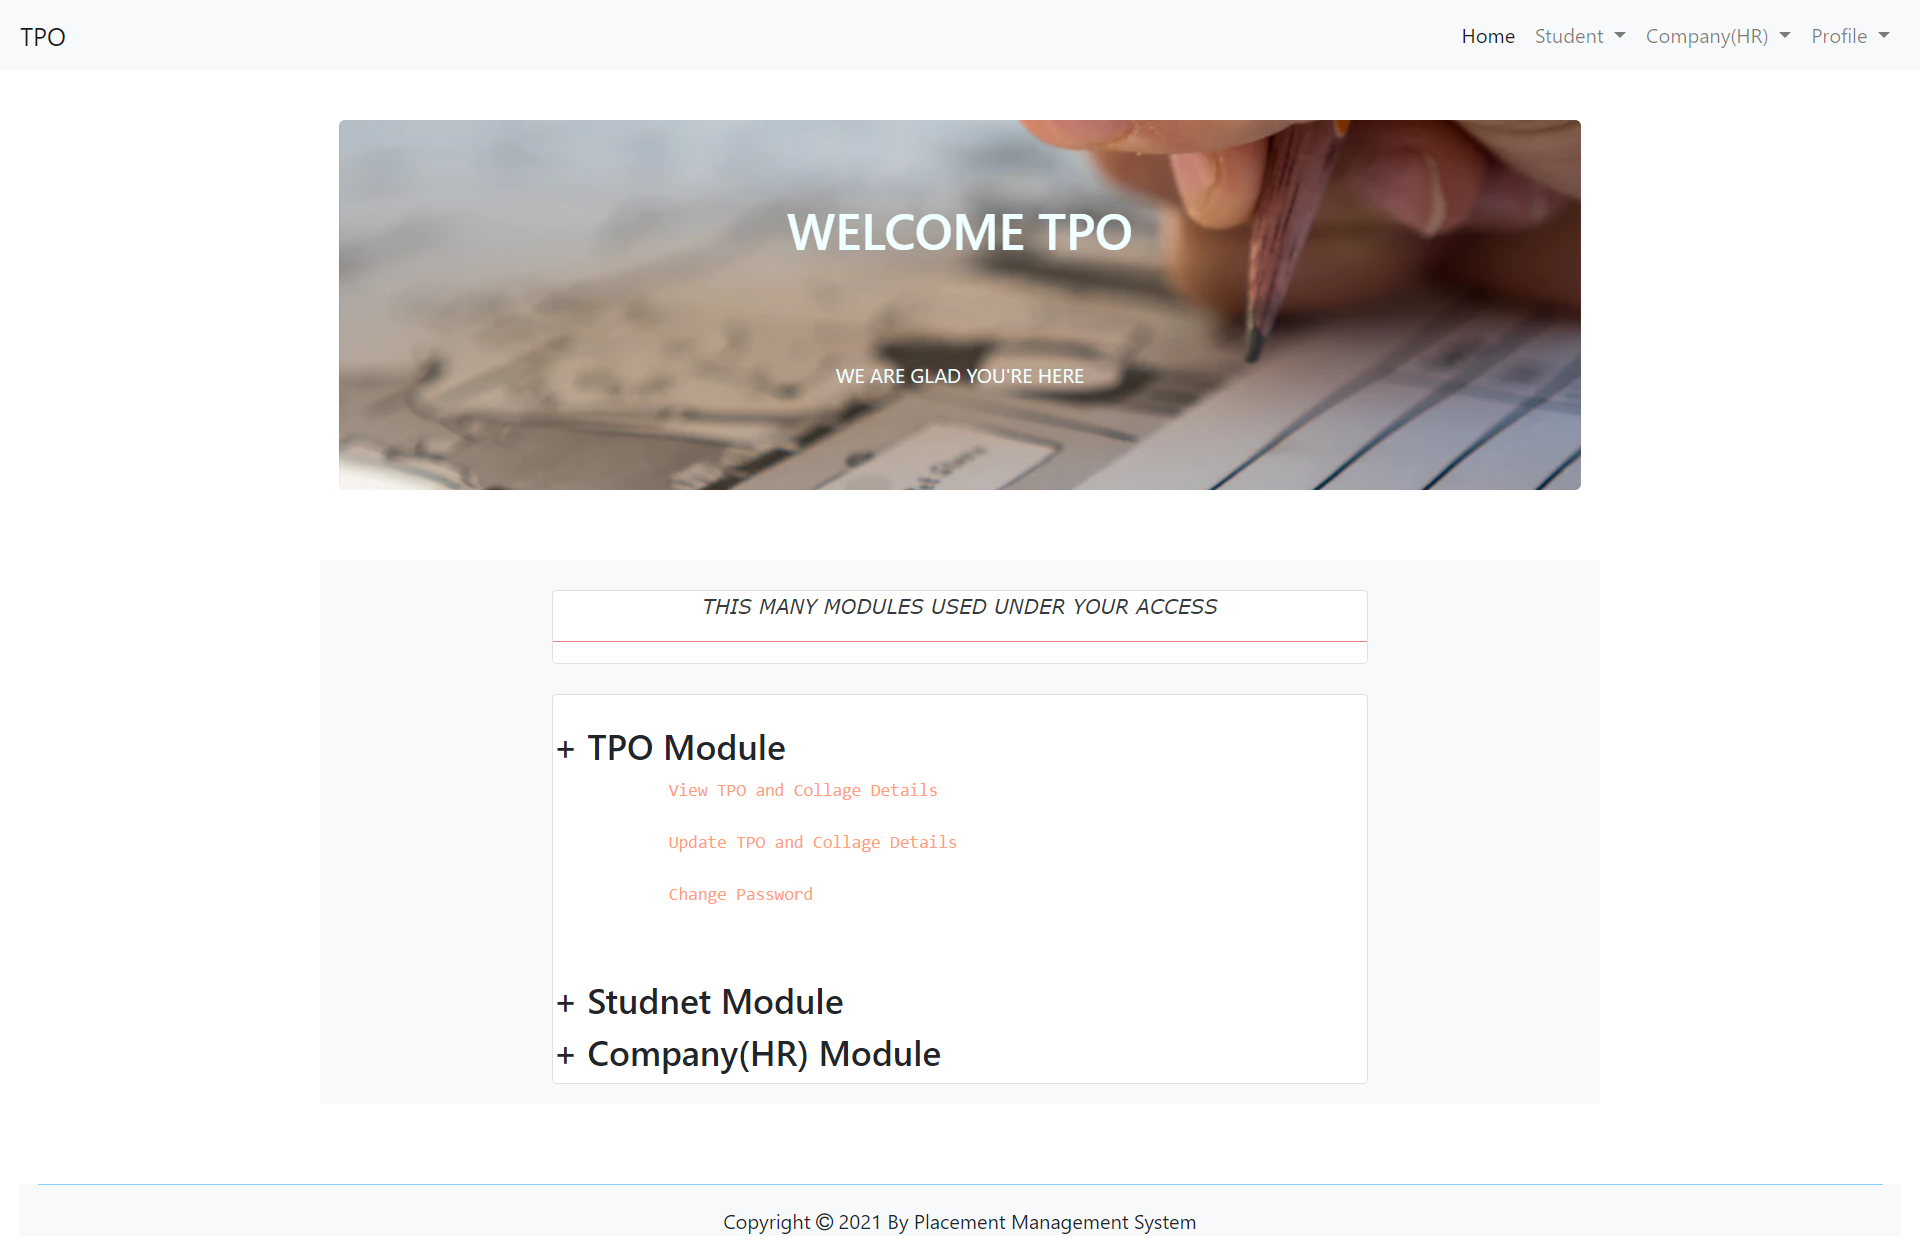 TPO
Home Student Company(HR) Profile
WELCOME TPO
WE ARE GLAD YOU'RE HERE
THIS MANY MODULES USED UNDER YOUR ACCESS
+ TPO Module
View TPO and Collage Details
Update TPO and Collage Details
Change Password
+ Studnet Module
+ Company(HR) Module
Copyright © 2021 By Placement Management System